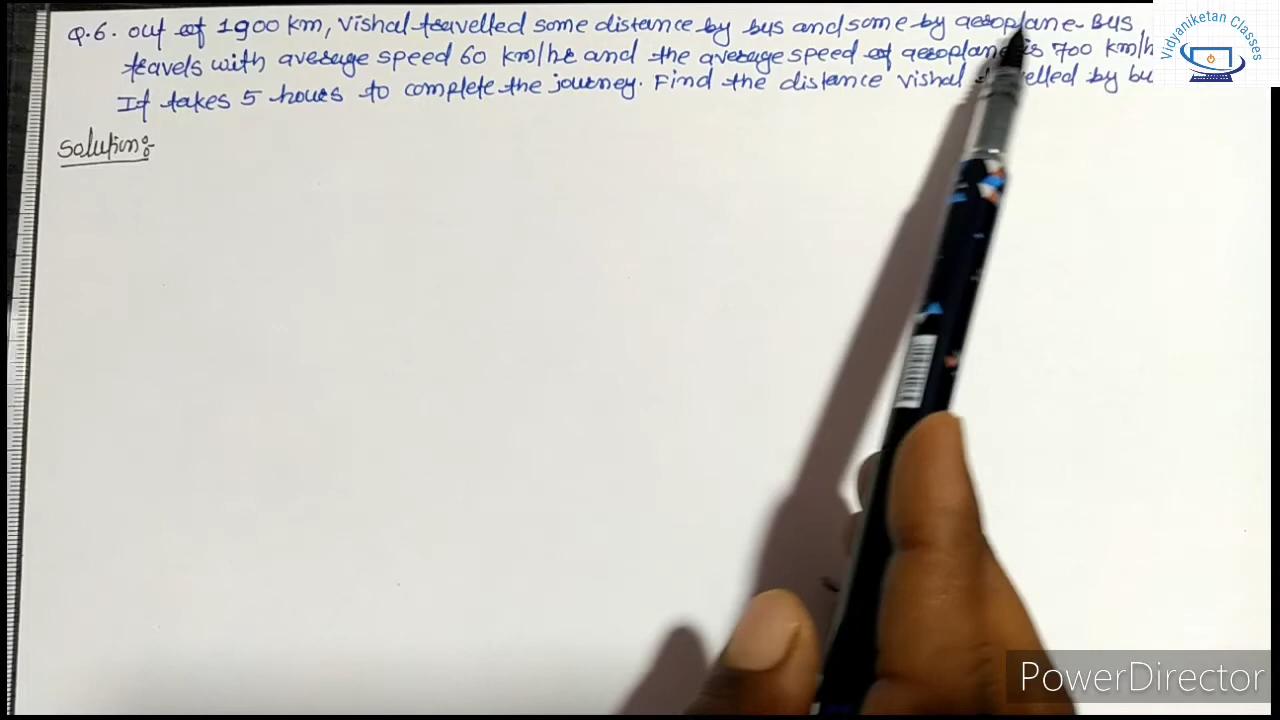 Q.6. Out of 1900 km, Vishal travelled some distance by bus and some by aeroplane. Bus
travels with average speed 60 km/hr and the average speed of aeroplane is 700 km/h
It takes 5 hours to complete the journey. Find the distance Vishal travelled by bu
Solution:-
Vidyaniketan Classes
PowerDirector